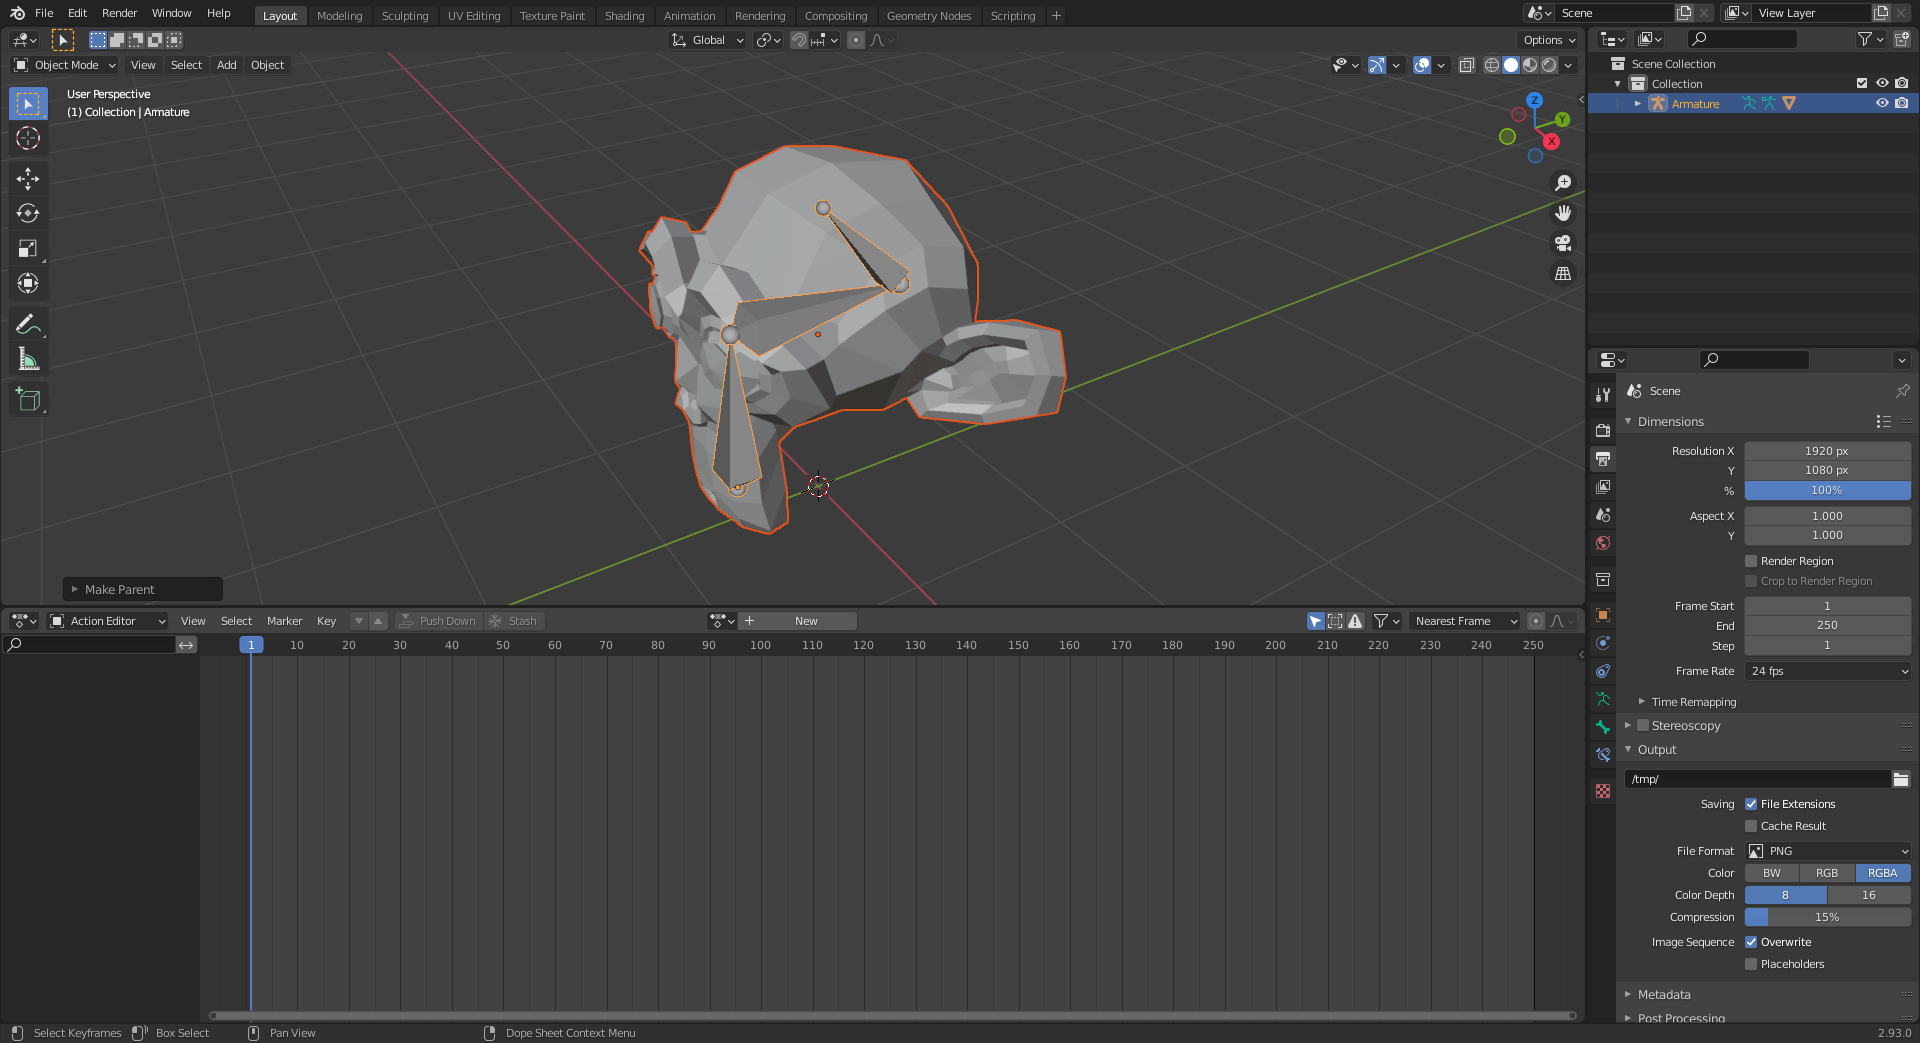 File Edit Render Window Help
Layout Modeling Sculpting UV Editing Texture Paint Shading Animation Rendering Compositing Geometry Nodes Scripting
Scene
View Layer
Global
Options
Object Mode View Select Add Object
User Perspective
(1) Collection | Armature
Z
Y
X
Make Parent
Scene Collection
Collection
Armature
Action Editor View Select Marker Key Push Down Stash New Nearest Frame
1 10 20 30 40 50 60 70 80 90 100 110 120 130 140 150 160 170 180 190 200 210 220 230 240 250
Scene
Dimensions
Resolution X 1920 px
Y 1080 px
% 100%
Aspect X 1.000
Y 1.000
Render Region
Crop to Render Region
Frame Start 1
End 250
Step 1
Frame Rate 24 fps
Time Remapping
Stereoscopy
Output
/tmp/
Saving File Extensions
Cache Result
File Format PNG
Color BW RGB RGBA
Color Depth 8 16
Compression 15%
Image Sequence Overwrite
Placeholders
Metadata
Post Processing
Select Keyframes Box Select Pan View Dope Sheet Context Menu 2.93.0